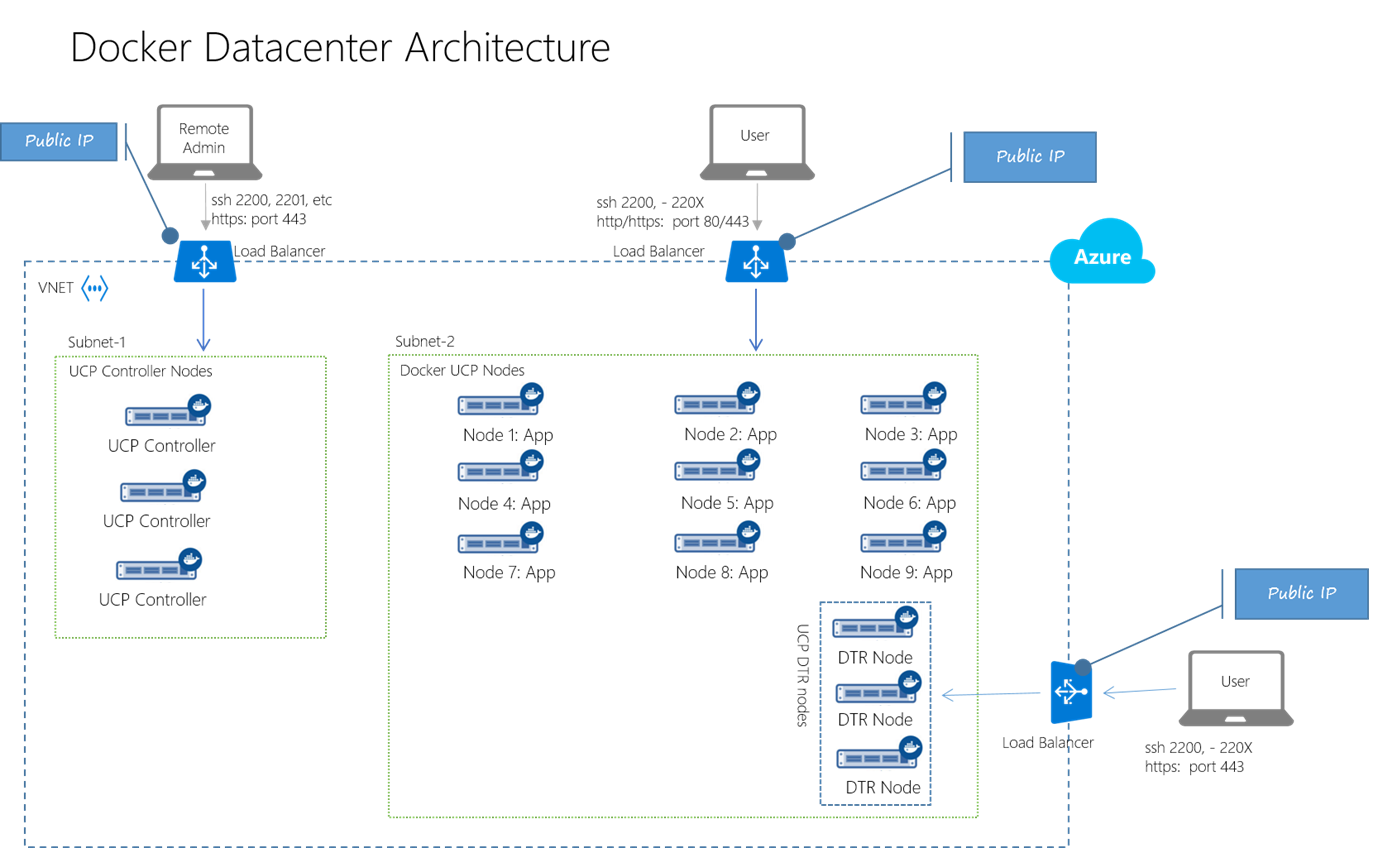 Docker Datacenter Architecture
Public IP
Remote
Admin
ssh 2200, 2201, etc
https: port 443
Load Balancer
User
ssh 2200, - 220X
http/https:  port 80/443
Load Balancer
Public IP
Azure
VNET
Subnet-1
UCP Controller Nodes
UCP Controller
UCP Controller
UCP Controller
Subnet-2
Docker UCP Nodes
Node 1: App
Node 2: App
Node 3: App
Node 4: App
Node 5: App
Node 6: App
Node 7: App
Node 8: App
Node 9: App
UCP DTR nodes
DTR Node
DTR Node
DTR Node
Public IP
User
Load Balancer
ssh 2200, - 220X
https:  port 443